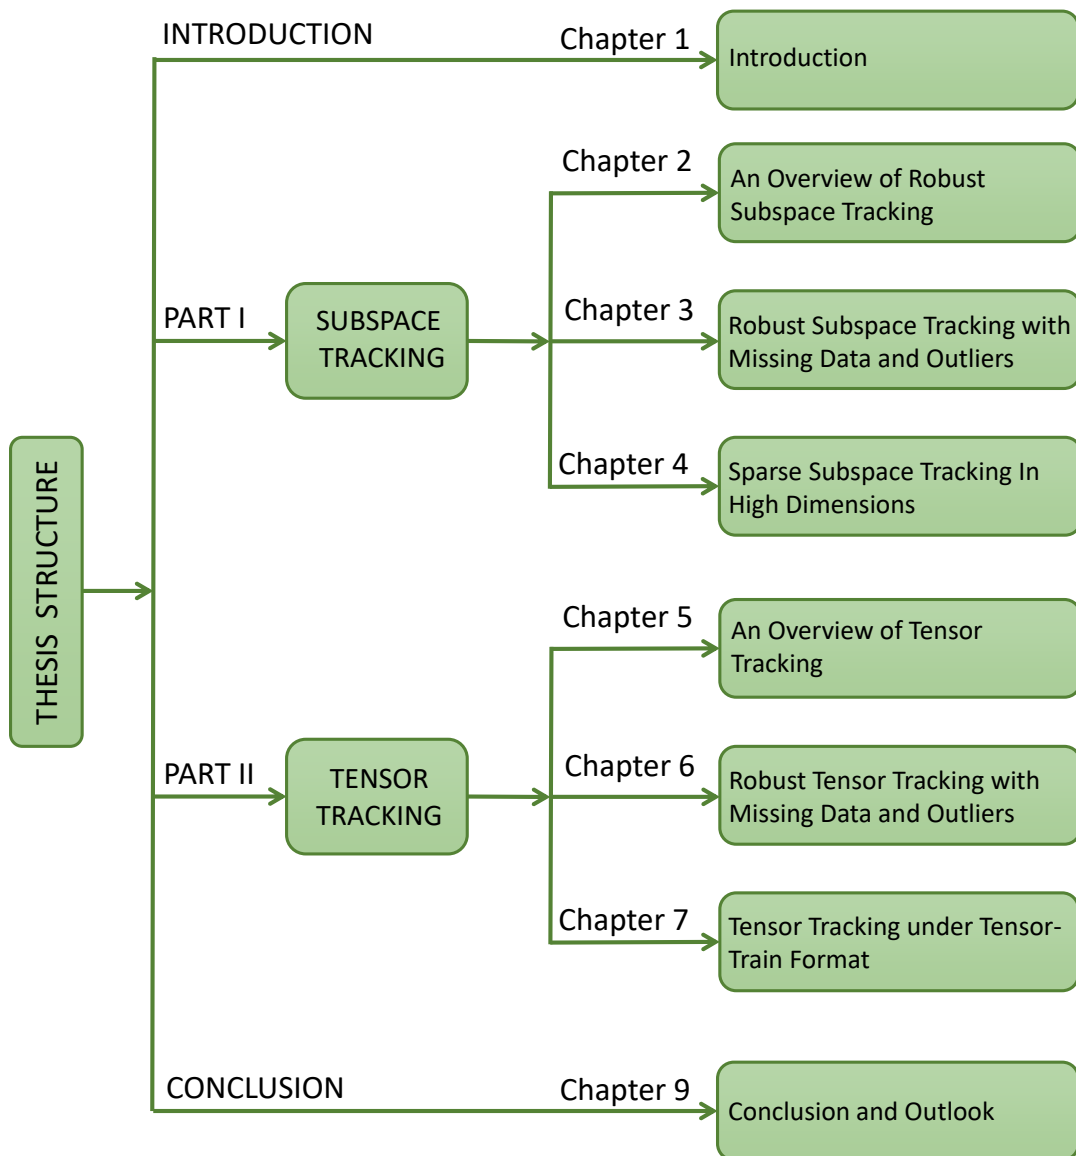 INTRODUCTION
Chapter 1
Introduction
Chapter 2
An Overview of Robust
Subspace Tracking
PART I
SUBSPACE
TRACKING
Chapter 3
Robust Subspace Tracking with
Missing Data and Outliers
Chapter 4
Sparse Subspace Tracking In
High Dimensions
THESIS STRUCTURE
Chapter 5
An Overview of Tensor
Tracking
PART II
TENSOR
TRACKING
Chapter 6
Robust Tensor Tracking with
Missing Data and Outliers
Chapter 7
Tensor Tracking under Tensor-
Train Format
CONCLUSION
Chapter 9
Conclusion and Outlook